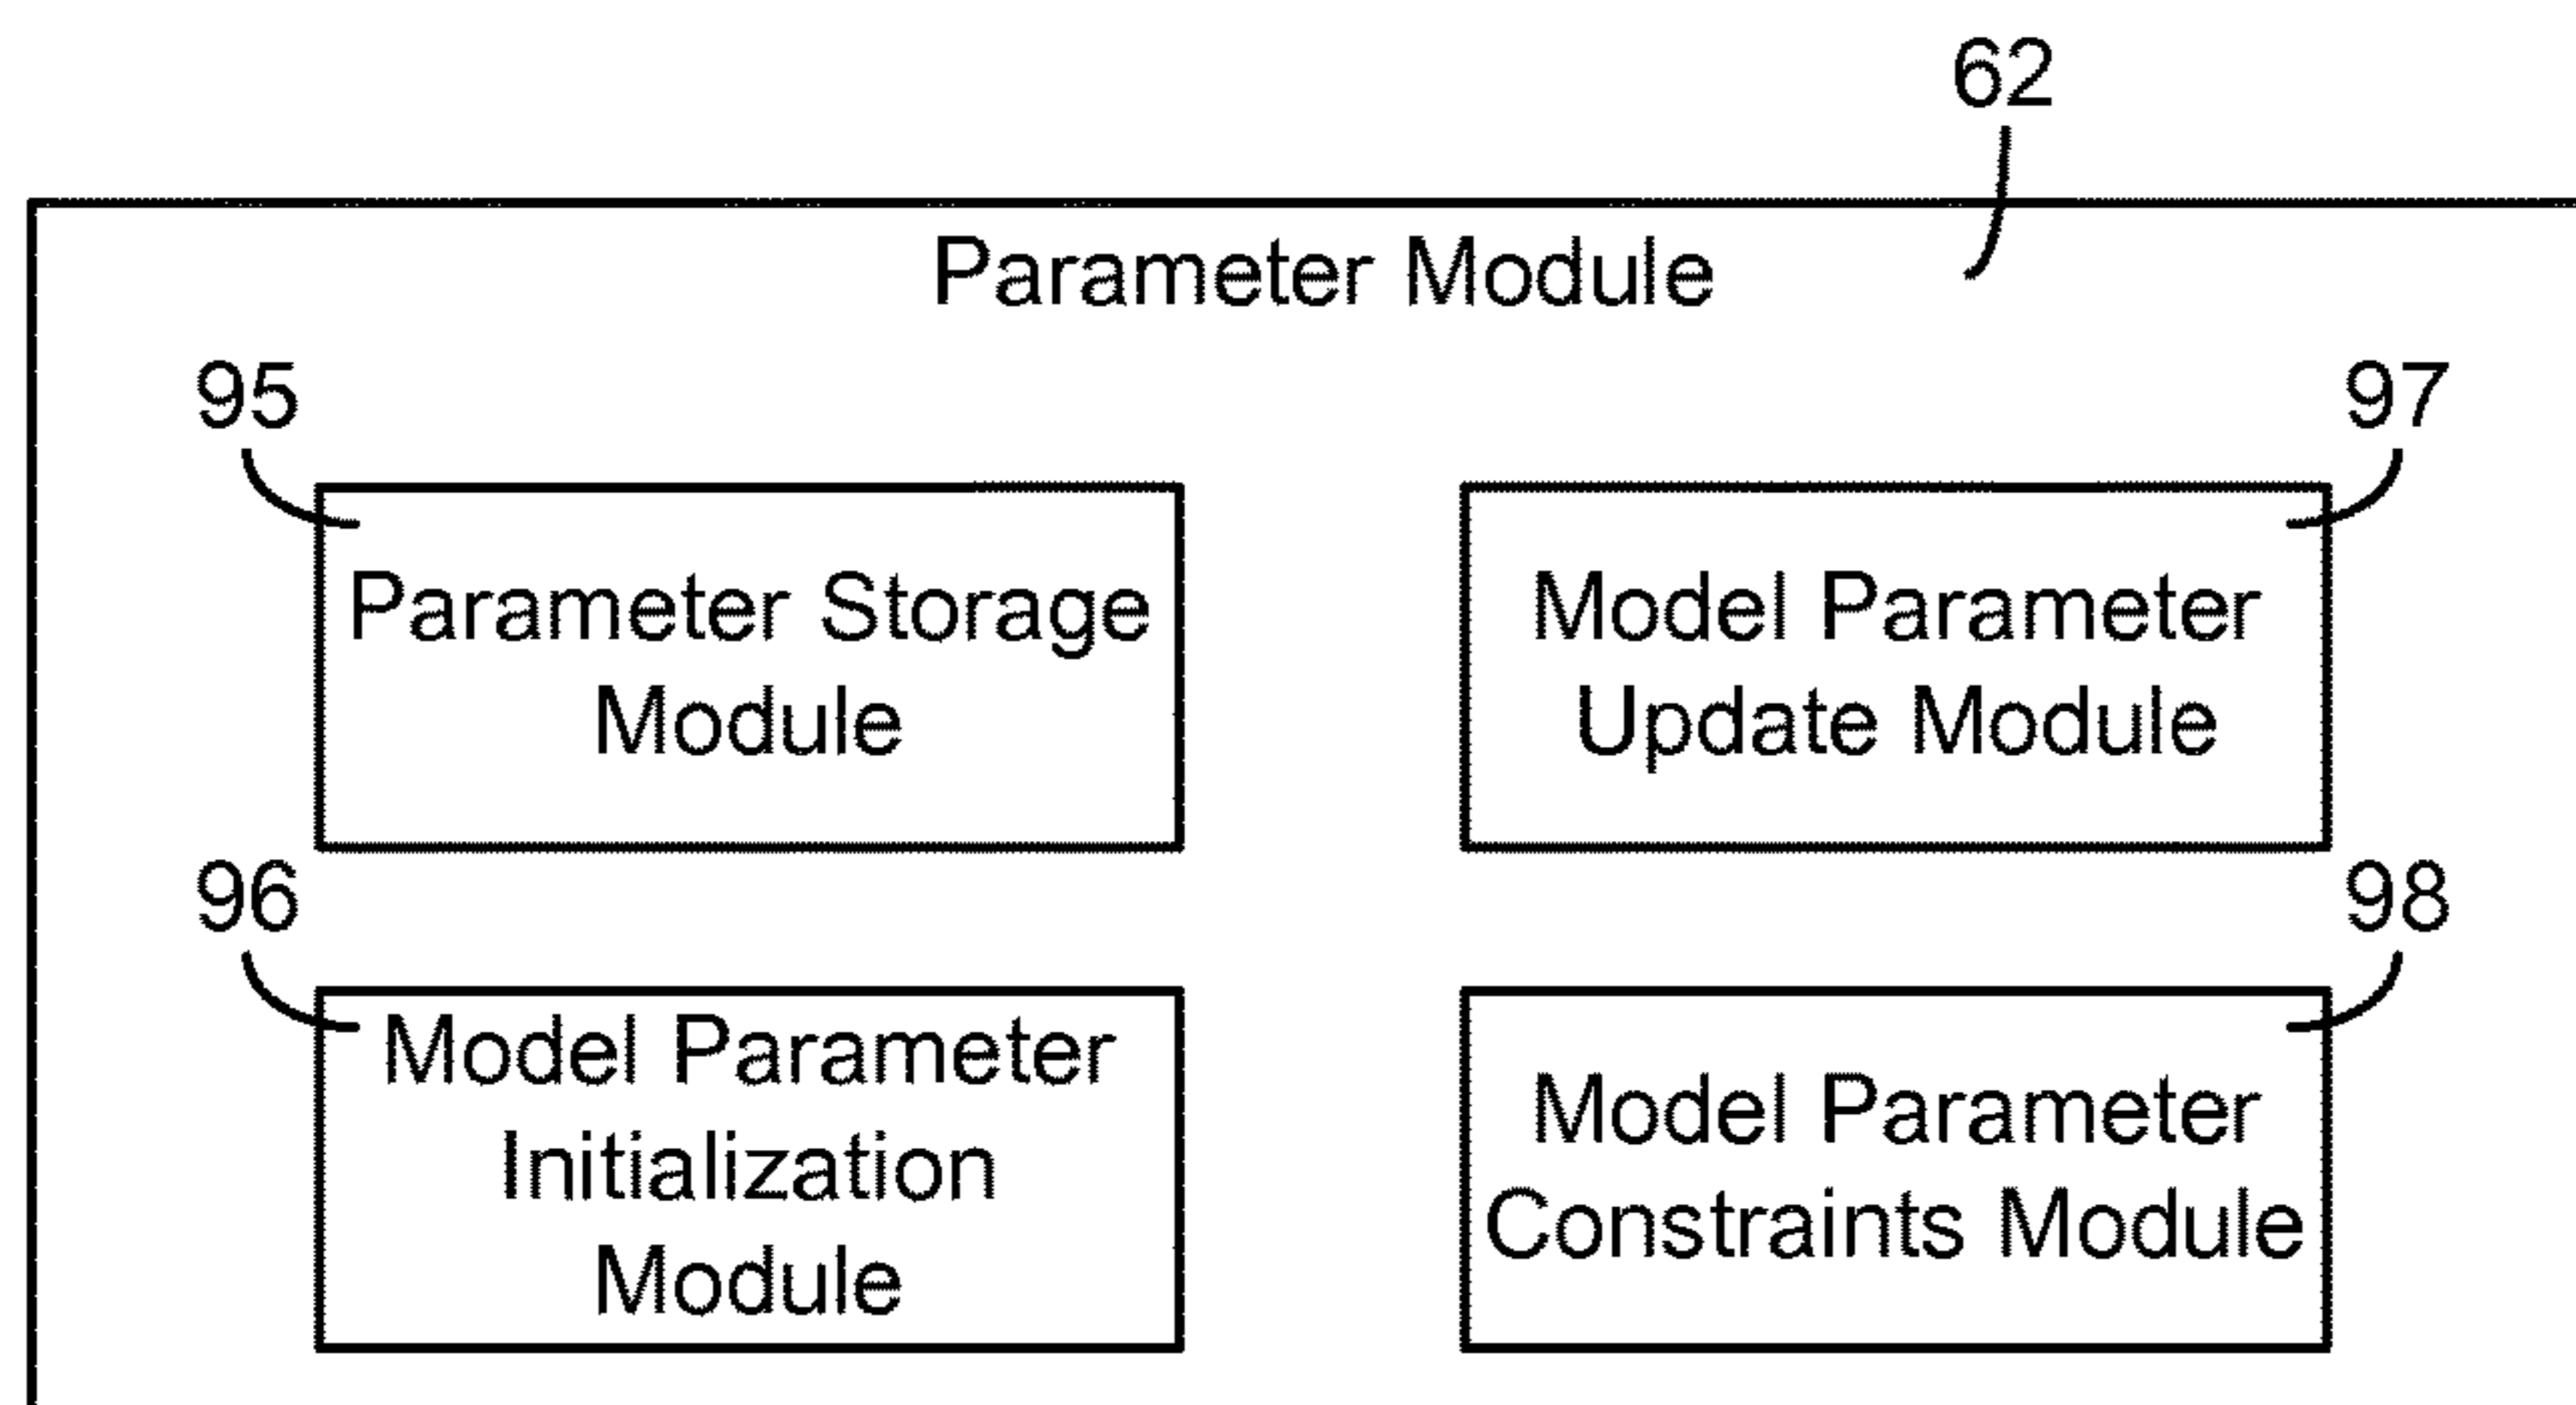 62
Parameter Module
95
Parameter Storage
Module
97
Model Parameter
Update Module
96
Model Parameter
Initialization
Module
98
Model Parameter
Constraints Module